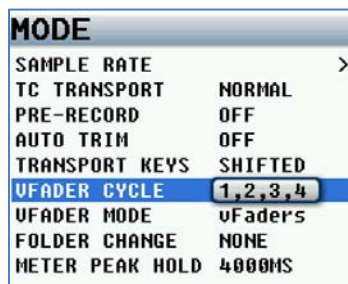 MODE
SAMPLE RATE >
TC TRANSPORT NORMAL
PRE-RECORD OFF
AUTO TRIM OFF
TRANSPORT KEYS SHIFTED
VFADER CYCLE 1,2,3,4
VFADER MODE vFaders
FOLDER CHANGE NONE
METER PEAK HOLD 4000MS